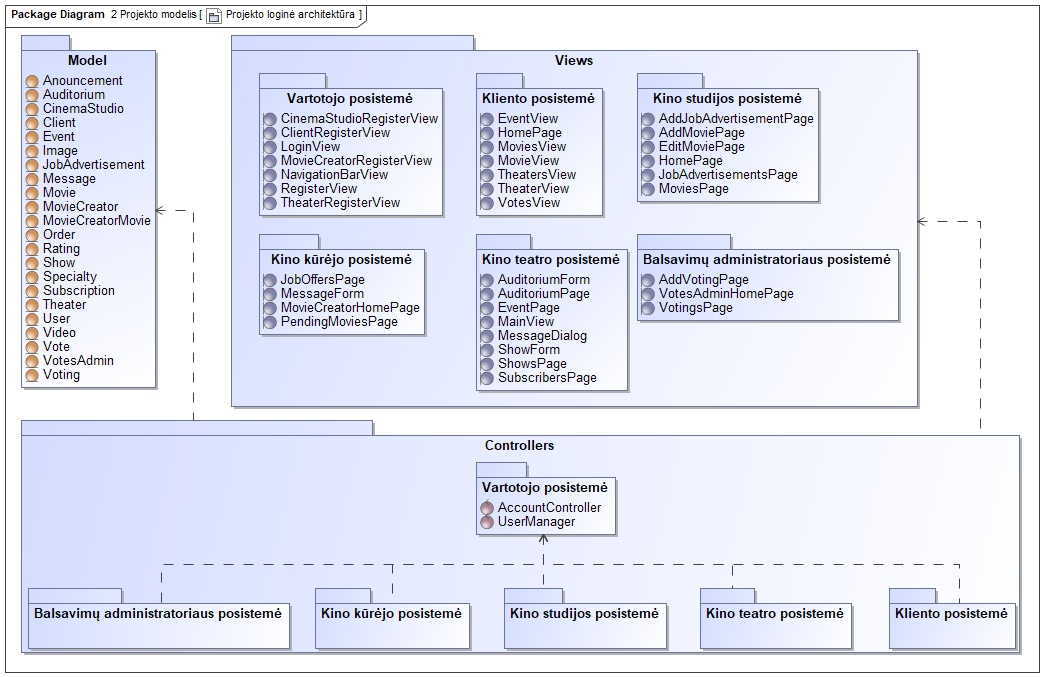 Package Diagram 2 Projekto modelis [ Projekto loginė architektūra ]
Model
Anouncement
Auditorium
CinemaStudio
Client
Event
Image
JobAdvertisement
Message
Movie
MovieCreator
MovieCreatorMovie
Order
Rating
Show
Specialty
Subscription
Theater
User
Video
Vote
VotesAdmin
Voting
Views
Vartotojo posistemė
CinemaStudioRegisterView
ClientRegisterView
LoginView
MovieCreatorRegisterView
NavigationBarView
RegisterView
TheaterRegisterView
Kliento posistemė
EventView
HomePage
MoviesView
MovieView
TheatersView
TheaterView
VotesView
Kino studijos posistemė
AddJobAdvertisementPage
AddMoviePage
EditMoviePage
HomePage
JobAdvertisementsPage
MoviesPage
Kino kūrėjo posistemė
JobOffersPage
MessageForm
MovieCreatorHomePage
PendingMoviesPage
Kino teatro posistemė
AuditoriumForm
AuditoriumPage
EventPage
MainView
MessageDialog
ShowForm
ShowsPage
SubscribersPage
Balsavimų administratoriaus posistemė
AddVotingPage
VotesAdminHomePage
VotingsPage
Controllers
Vartotojo posistemė
AccountController
UserManager
Balsavimų administratoriaus posistemė
Kino kūrėjo posistemė
Kino studijos posistemė
Kino teatro posistemė
Kliento posistemė